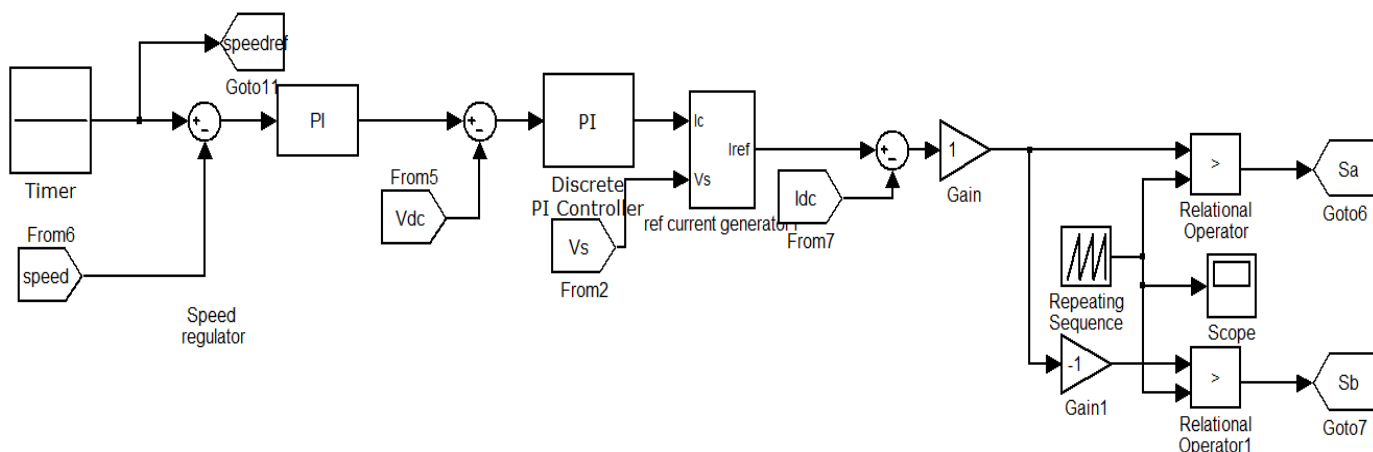 speedref
Goto11
Timer
+
-
PI
+
-
PI
Discrete
PI Controller
Ic
Vs
Iref
ref current generator1
+
-
1
Gain
>
Relational
Operator
Sa
Goto6
From6
speed
Speed
regulator
From5
Vdc
Vs
From2
Idc
From7
Repeating
Sequence
Scope
-1
Gain1
>
Relational
Operator1
Sb
Goto7